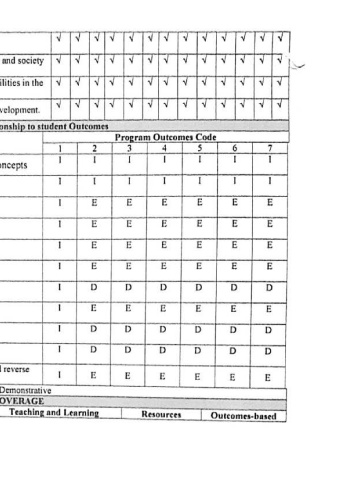 √ √ √ √ √ √ √ √ √ √ √ √ √
and society √ √ √ √ √ √ √ √ √ √ √ √ √
ilities in the √ √ √ √ √ √ √ √ √ √ √ √ √
velopment. √ √ √ √ √ √ √ √ √ √ √ √ √
onship to student Outcomes
Program Outcomes Code
1 2 3 4 5 6 7
oncepts I I I I I I I
I I I I I I I
I E E E E E E
I E E E E E E
I E E E E E E
I E E E E E E
I D D D D D D
I E E E E E E
I D D D D D D
I D D D D D D
reverse I E E E E E E
Demonstrative
OVERAGE
Teaching and Learning Resources Outcomes-based